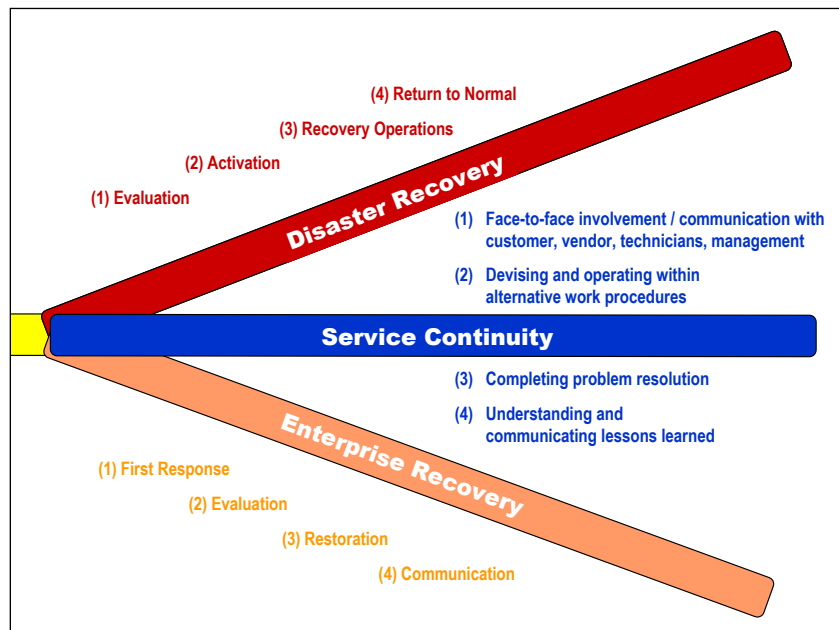 (4) Return to Normal
(3) Recovery Operations
(2) Activation
(1) Evaluation
Disaster Recovery
(1) Face-to-face involvement / communication with
customer, vendor, technicians, management
(2) Devising and operating within
alternative work procedures
Service Continuity
(3) Completing problem resolution
(4) Understanding and
communicating lessons learned
Enterprise Recovery
(1) First Response
(2) Evaluation
(3) Restoration
(4) Communication